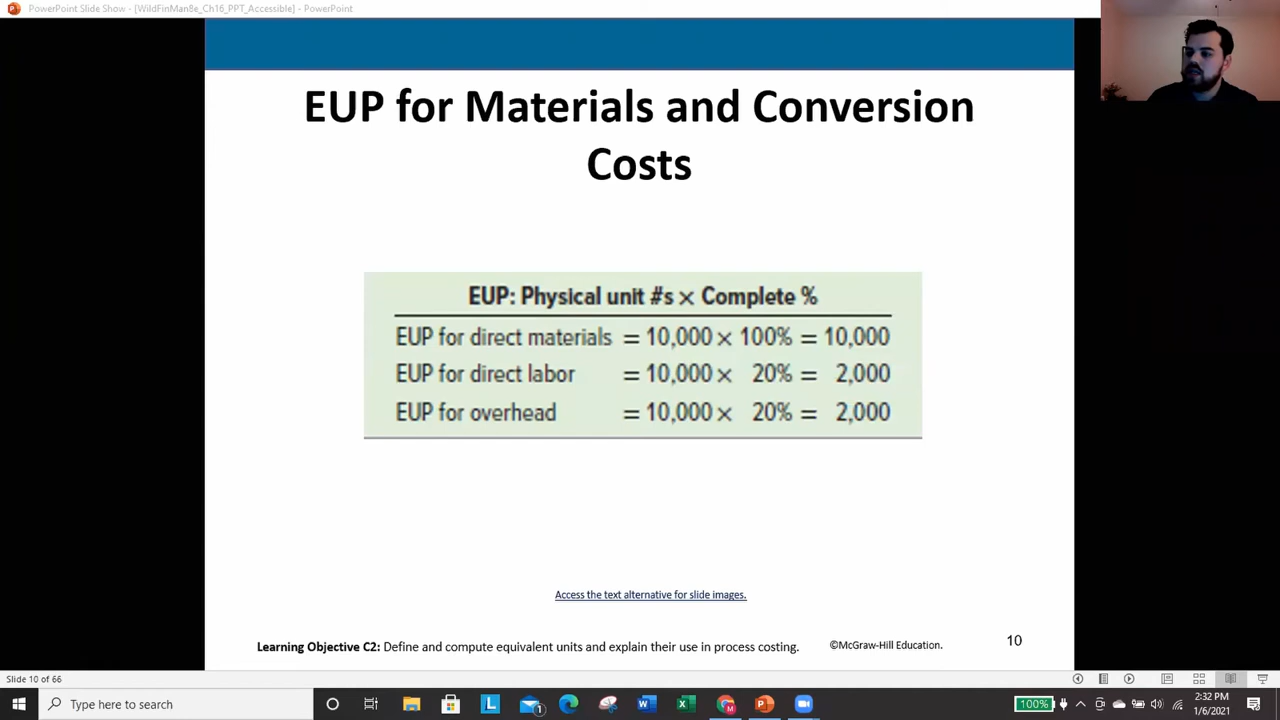 PowerPoint Slide Show - [WildFinMan8e_Ch16_PPT_Accessible] - PowerPoint
EUP for Materials and Conversion
Costs
EUP: Physical unit #s × Complete %
EUP for direct materials = 10,000 × 100% = 10,000
EUP for direct labor = 10,000 × 20% = 2,000
EUP for overhead = 10,000 × 20% = 2,000
Access the text alternative for slide images.
Learning Objective C2: Define and compute equivalent units and explain their use in process costing.
©McGraw-Hill Education.
10
Slide 10 of 66
Type here to search
100%
2:32 PM
1/6/2021